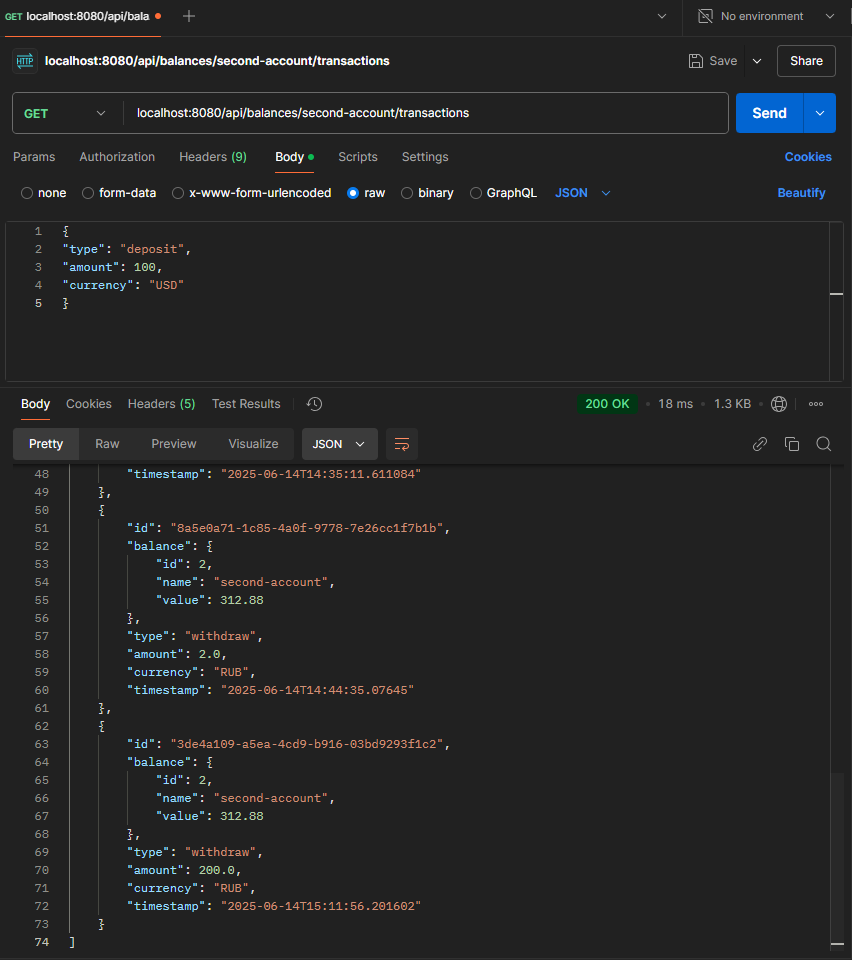 GET localhost:8080/api/bala
No environment
HTTP localhost:8080/api/balances/second-account/transactions
Save
Share
GET
localhost:8080/api/balances/second-account/transactions
Send
Params Authorization Headers (9) Body Scripts Settings Cookies
none form-data x-www-form-urlencoded raw binary GraphQL JSON Beautify
1 {
2 "type": "deposit",
3 "amount": 100,
4 "currency": "USD"
5 }
Body Cookies Headers (5) Test Results 200 OK 18 ms 1.3 KB
Pretty Raw Preview Visualize JSON
48 "timestamp": "2025-06-14T14:35:11.611084"
49 },
50 {
51 "id": "8a5e0a71-1c85-4a0f-9778-7e26cc1f7b1b",
52 "balance": {
53 "id": 2,
54 "name": "second-account",
55 "value": 312.88
56 },
57 "type": "withdraw",
58 "amount": 2.0,
59 "currency": "RUB",
60 "timestamp": "2025-06-14T14:44:35.07645"
61 },
62 {
63 "id": "3de4a109-a5ea-4cd9-b916-03bd9293f1c2",
64 "balance": {
65 "id": 2,
66 "name": "second-account",
67 "value": 312.88
68 },
69 "type": "withdraw",
70 "amount": 200.0,
71 "currency": "RUB",
72 "timestamp": "2025-06-14T15:11:56.201602"
73 }
74 ]